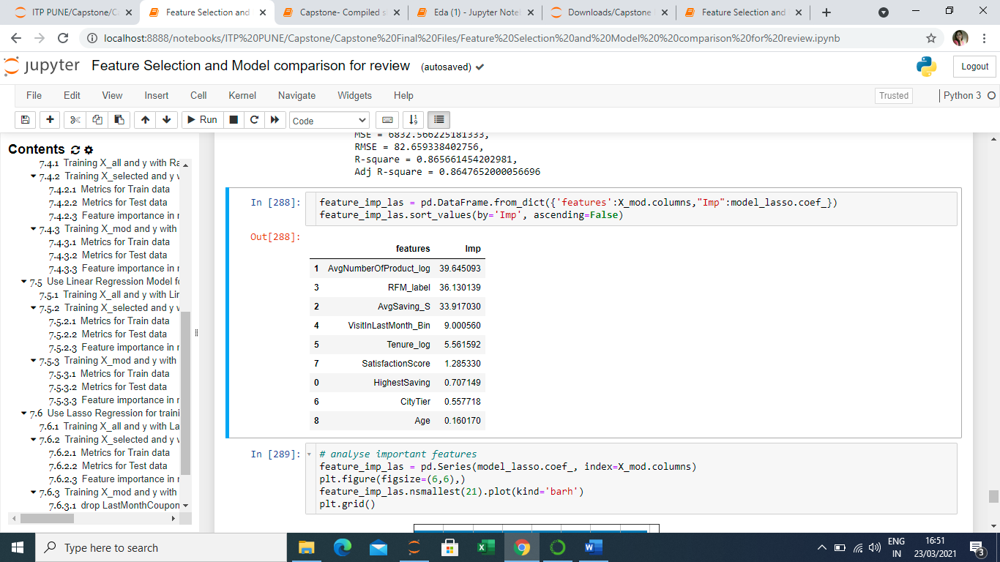 ITP PUNE/Capstone/C
Feature Selection and
Capstone- Compiled s
Eda (1) - Jupyter Note
Downloads/Capstone
Feature Selection and
localhost:8888/notebooks/ITP%20PUNE/Capstone/Capstone%20Final%20Files/Feature%20Selection%20and%20Model%20%20comparison%20for%20review.ipynb
jupyter Feature Selection and Model comparison for review (autosaved)
Logout
File Edit View Insert Cell Kernel Navigate Widgets Help
Trusted Python 3
Run Code
Contents
7.4.1 Training X_all and y with Ra
7.4.2 Training X_selected and y v
7.4.2.1 Metrics for Train data
7.4.2.2 Metrics for Test data
7.4.2.3 Feature importance in r
7.4.3 Training X_mod and y with
7.4.3.1 Metrics for Train data
7.4.3.2 Metrics for Test data
7.4.3.3 Feature importance in r
7.5 Use Linear Regression Model fo
7.5.1 Training X_all and y with Lir
7.5.2 Training X_selected and y v
7.5.2.1 Metrics for Train data
7.5.2.2 Metrics for Test data
7.5.2.3 Feature importance in r
7.5.3 Training X_mod and y with
7.5.3.1 Metrics for Train data
7.5.3.2 Metrics for Test data
7.5.3.3 Feature importance in r
7.6 Use Lasso Regression for traini
7.6.1 Training X_all and y with La
7.6.2 Training X_selected and y v
7.6.2.1 Metrics for Train data
7.6.2.2 Metrics for Test data
7.6.2.3 Feature importance in r
7.6.3 Training X_mod and y with
7.6.3.1 drop LastMonthCoupon
MSE = 6832.566225181333,
RMSE = 82.659338402756,
R-square = 0.865661454202981,
Adj R-square = 0.8647652000056696
In [288]: feature_imp_las = pd.DataFrame.from_dict({'features':X_mod.columns,"Imp":model_lasso.coef_})
feature_imp_las.sort_values(by='Imp', ascending=False)
Out[288]:
features Imp
1 AvgNumberOfProduct_log 39.645093
3 RFM_label 36.130139
2 AvgSaving_S 33.917030
4 VisitInLastMonth_Bin 9.000560
5 Tenure_log 5.561592
7 SatisfactionScore 1.285330
0 HighestSaving 0.707149
6 CityTier 0.557718
8 Age 0.160170
In [289]: # analyse important features
feature_imp_las = pd.Series(model_lasso.coef_, index=X_mod.columns)
plt.figure(figsize=(6,6),)
feature_imp_las.nsmallest(21).plot(kind='barh')
plt.grid()
Type here to search
ENG
IN
16:51
23/03/2021
3